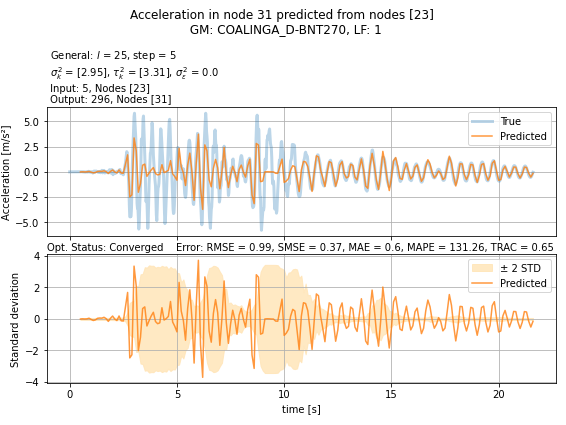 Acceleration in node 31 predicted from nodes [23]
GM: COALINGA_D-BNT270, LF: 1
General: l = 25, step = 5
σ²ₖ = [2.95], τ²ₖ = [3.31], σ²ε = 0.0
Input: 5, Nodes [23]
Output: 296, Nodes [31]
Acceleration [m/s²]
5.0
2.5
0.0
−2.5
−5.0
True
Predicted
Opt. Status: Converged Error: RMSE = 0.99, SMSE = 0.37, MAE = 0.6, MAPE = 131.26, TRAC = 0.65
Standard deviation
4
2
0
−2
−4
± 2 STD
Predicted
0 5 10 15 20
time [s]